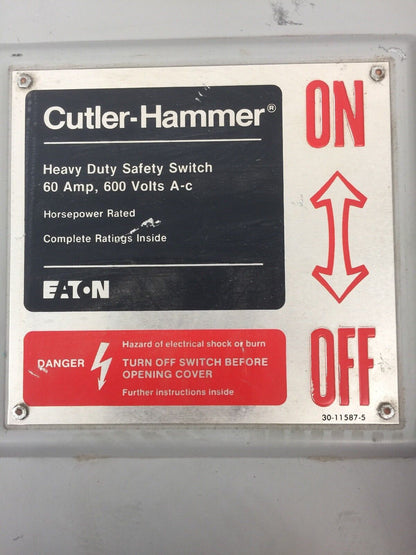 Cutler-Hammer®
Heavy Duty Safety Switch
60 Amp, 600 Volts A-c
Horsepower Rated
Complete Ratings Inside
EATON
ON
OFF
DANGER
Hazard of electrical shock or burn
TURN OFF SWITCH BEFORE
OPENING COVER
Further instructions inside
30-11587-5